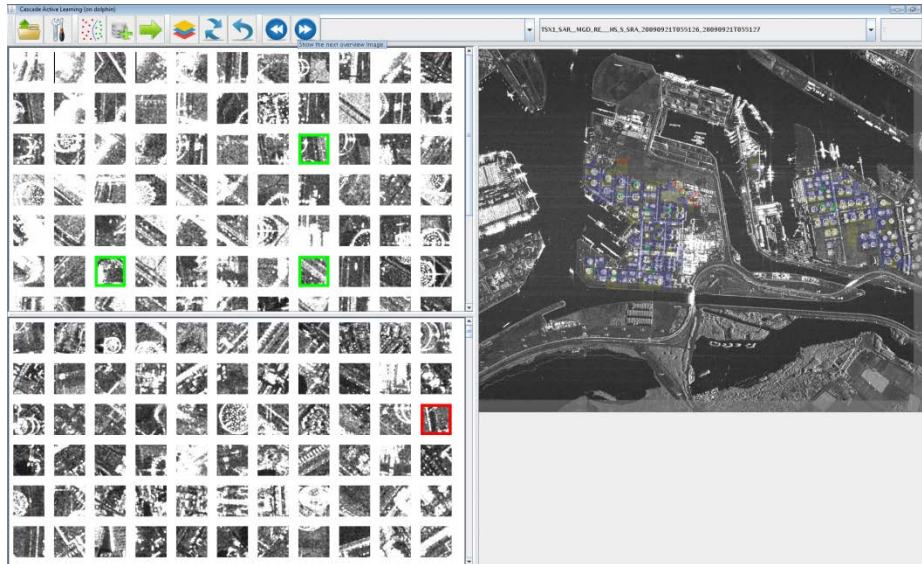 Cascade Active Learning (on dolphin)
TSX1_SAR__MGD_RE___HS_S_SRA_20090921T055126_20090921T055127
Show the next overview image